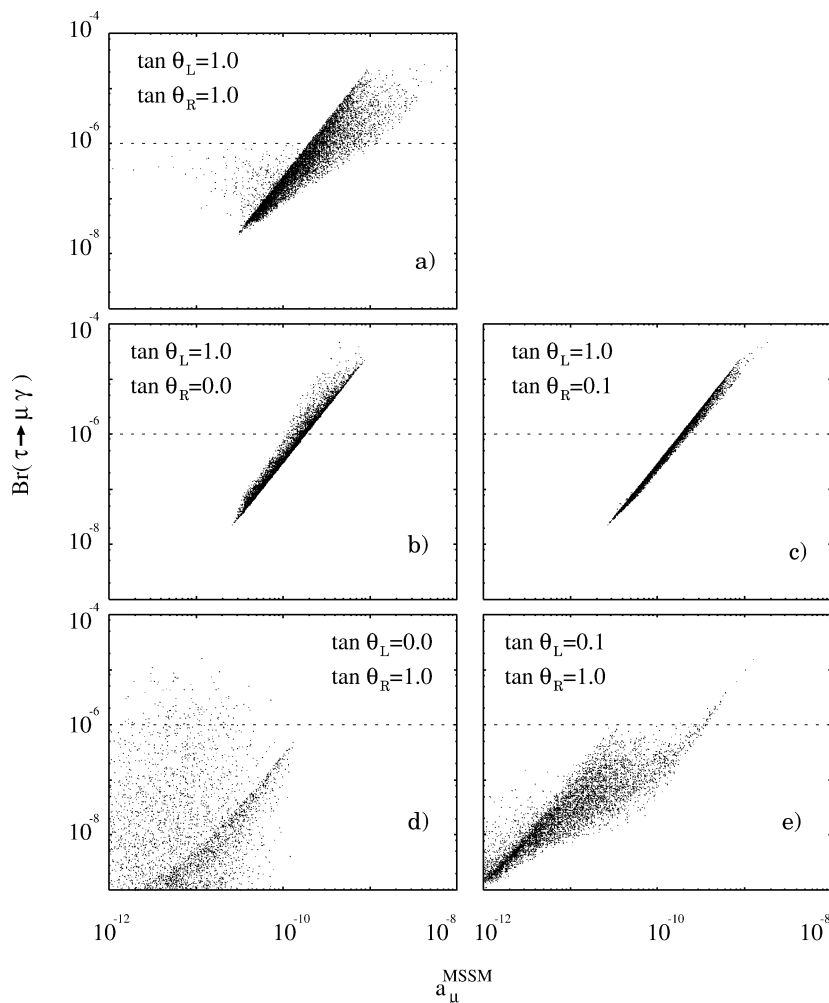 10⁻⁴
tan θ_L=1.0
tan θ_R=1.0
10⁻⁶
10⁻⁸
a)
10⁻⁴
tan θ_L=1.0
tan θ_R=0.0
10⁻⁶
10⁻⁸
b)
tan θ_L=1.0
tan θ_R=0.1
c)
Br( τ→μ γ )
10⁻⁴
tan θ_L=0.0
tan θ_R=1.0
10⁻⁶
10⁻⁸
d)
tan θ_L=0.1
tan θ_R=1.0
e)
10⁻¹² 10⁻¹⁰ 10⁻⁸
10⁻¹² 10⁻¹⁰ 10⁻⁸
a_μ^MSSM